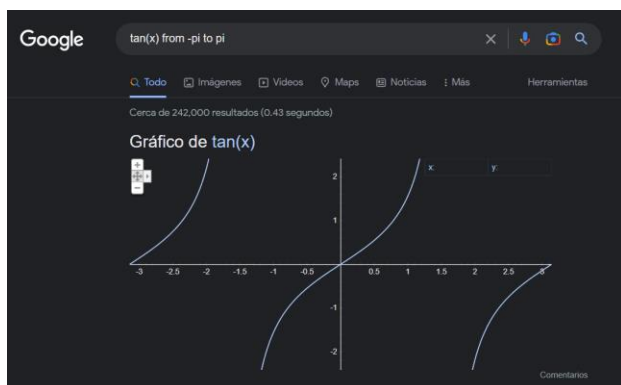 Google
tan(x) from -pi to pi
Todo Imágenes Videos Maps Noticias Más Herramientas
Cerca de 242,000 resultados (0.43 segundos)
Gráfico de tan(x)
x: y:
2
1
-3 -2.5 -2 -1.5 -1 -0.5 0.5 1 1.5 2 2.5 3
-1
-2
Comentarios